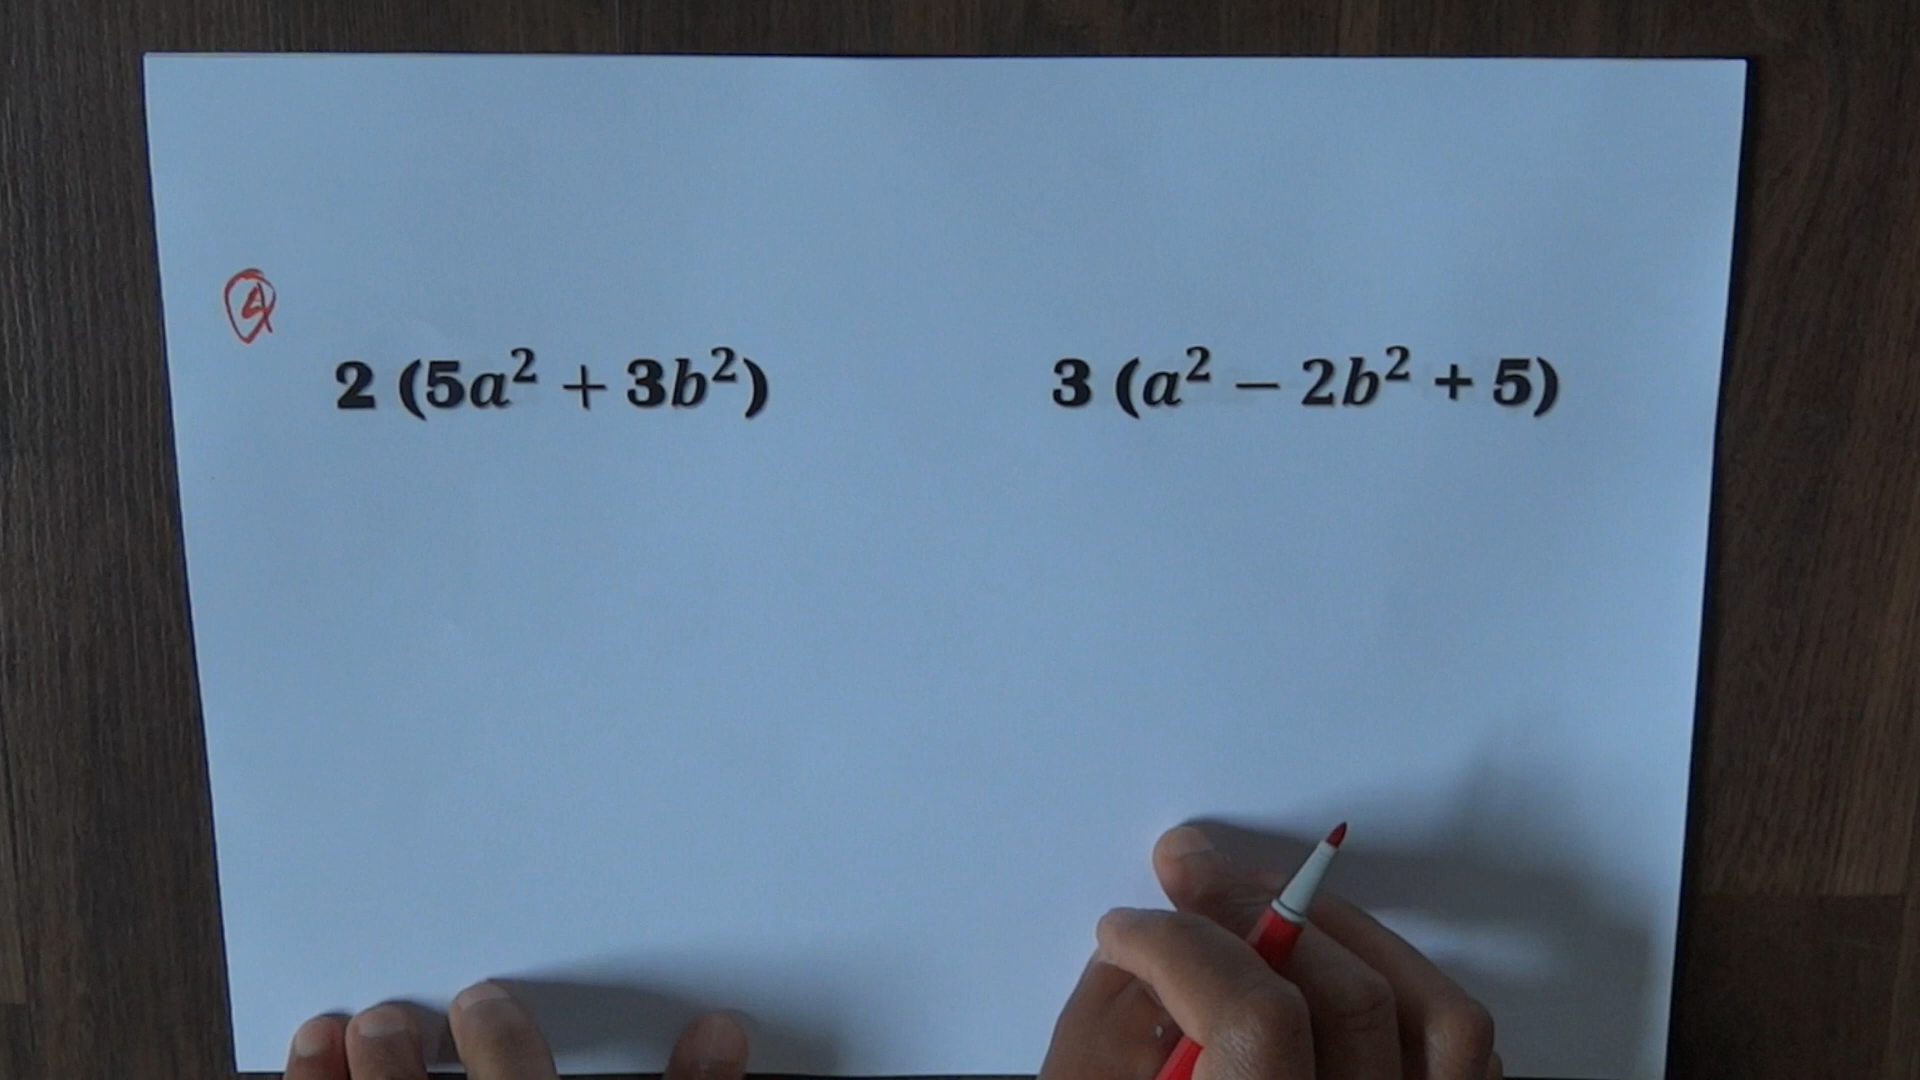 ④
2 (5a² + 3b²) 3 (a² − 2b² + 5)